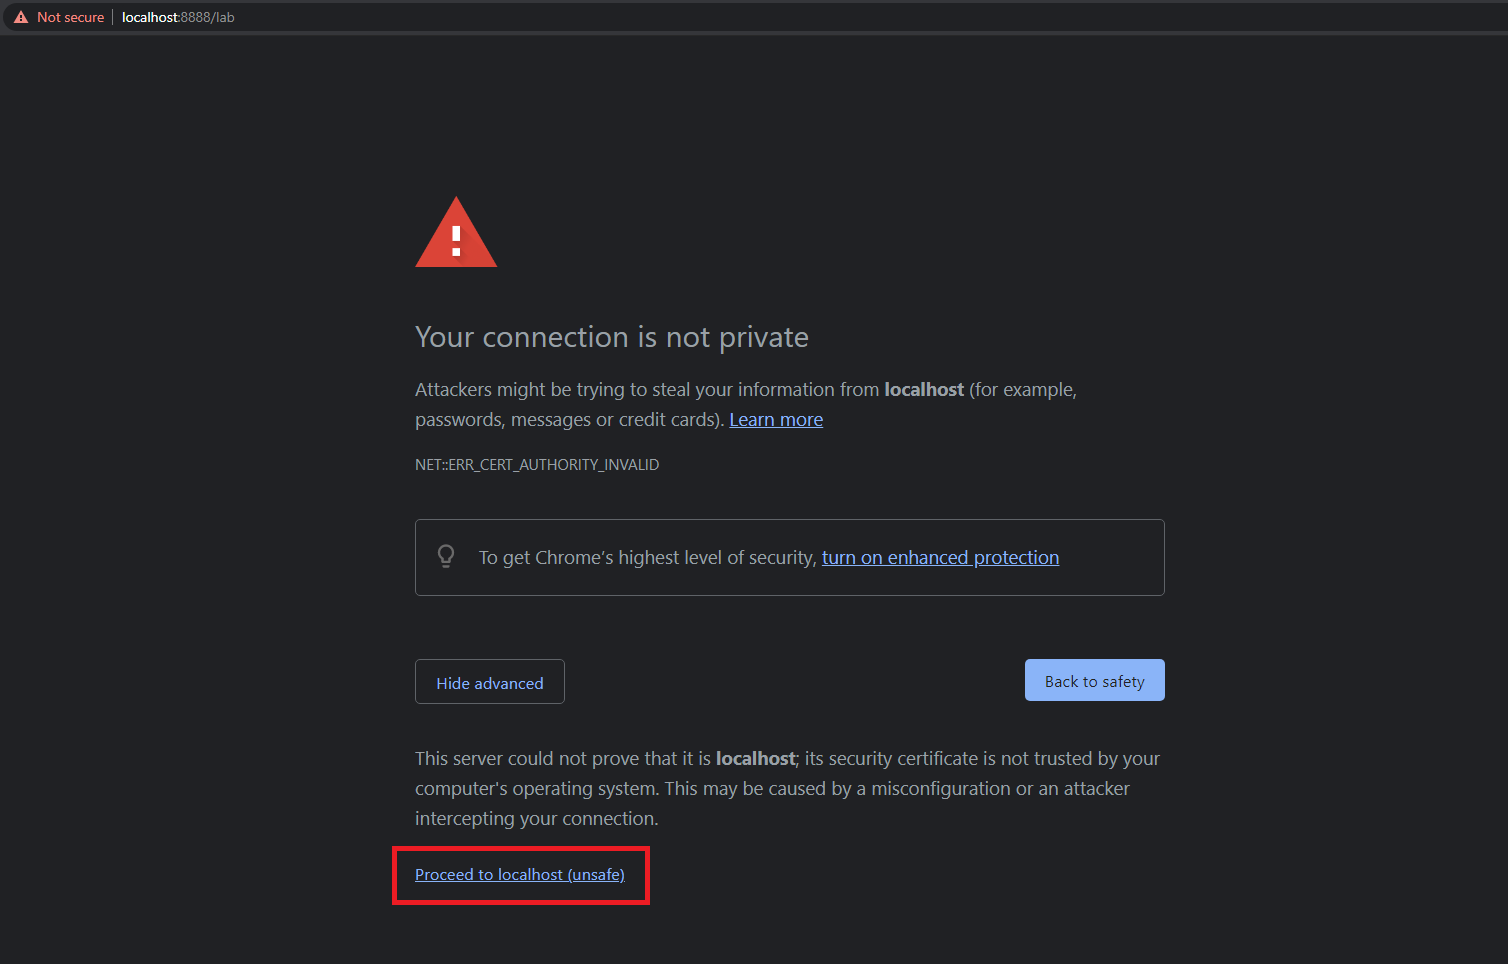 Not secure | localhost:8888/lab
Your connection is not private
Attackers might be trying to steal your information from localhost (for example,
passwords, messages or credit cards). Learn more
NET::ERR_CERT_AUTHORITY_INVALID
To get Chrome's highest level of security, turn on enhanced protection
Hide advanced
Back to safety
This server could not prove that it is localhost; its security certificate is not trusted by your
computer's operating system. This may be caused by a misconfiguration or an attacker
intercepting your connection.
Proceed to localhost (unsafe)